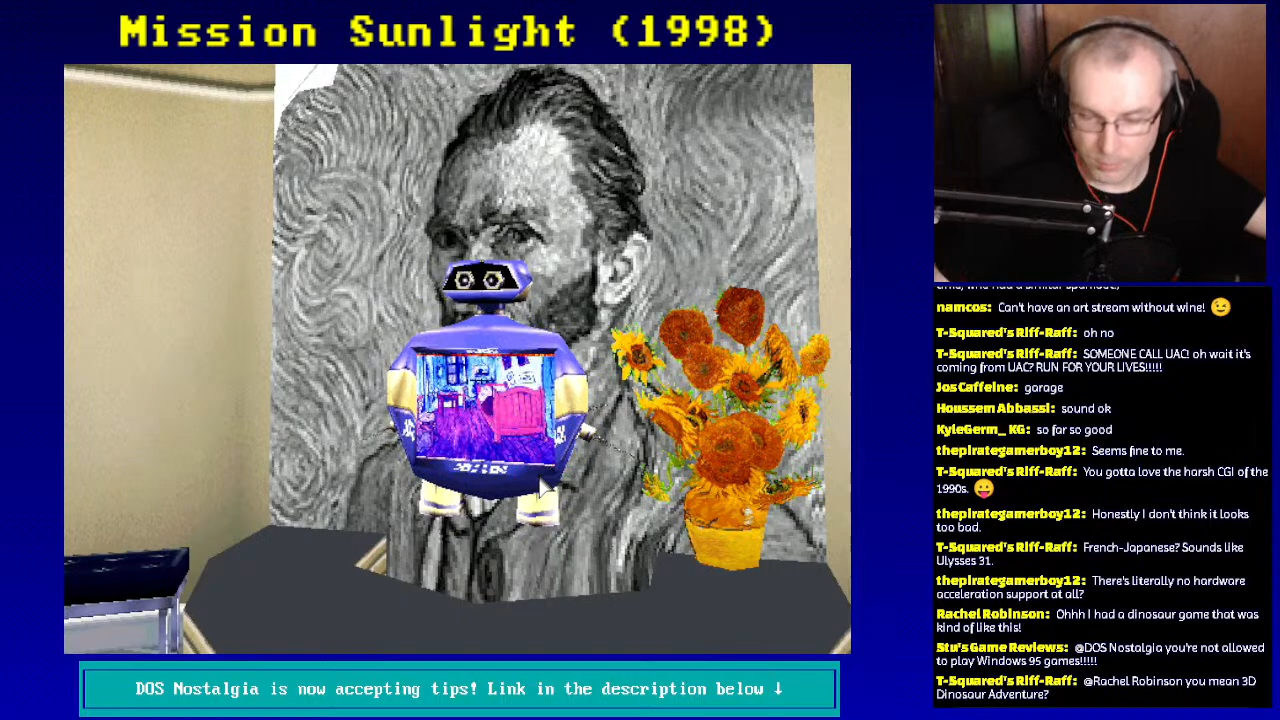 Mission Sunlight (1998)
namcos: Can't have an art stream without wine!
T-Squared's Riff-Raff: oh no
T-Squared's Riff-Raff: SOMEONE CALL UAC! oh wait it's
coming from UAC? RUN FOR YOUR LIVES!!!!!
Jos Caffeine: garage
Houssem Abbassi: sound ok
KyleGerm_ KG: so far so good
thepirategamerboy12: Seems fine to me.
T-Squared's Riff-Raff: You gotta love the harsh CGI of the
1990s.
thepirategamerboy12: Honestly I don't think it looks
too bad.
T-Squared's Riff-Raff: French-Japanese? Sounds like
Ulysses 31.
thepirategamerboy12: There's literally no hardware
acceleration support at all?
Rachel Robinson: Ohhh I had a dinosaur game that was
kind of like this!
Stu's Game Reviews: @DOS Nostalgia you're not allowed
to play Windows 95 games!!!!!
T-Squared's Riff-Raff: @Rachel Robinson you mean 3D
Dinosaur Adventure?
DOS Nostalgia is now accepting tips! Link in the description below ↓